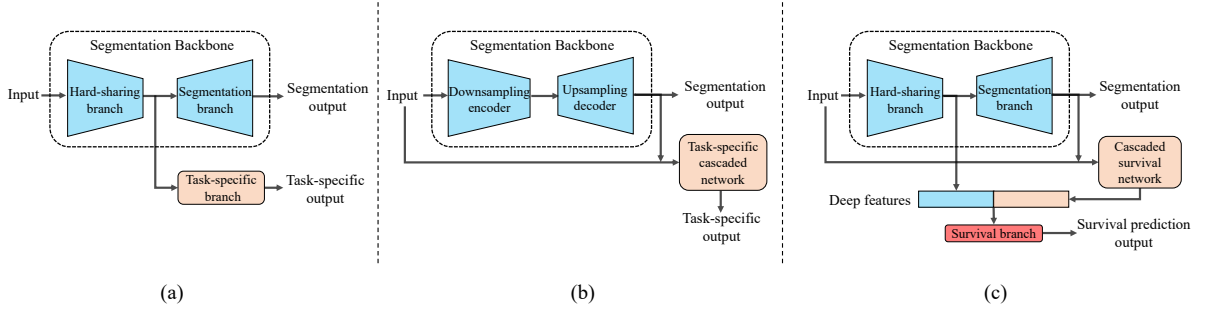 Segmentation Backbone
Input
Hard-sharing
branch
Segmentation
branch
Segmentation
output
Task-specific
branch
Task-specific
output
(a)
Segmentation Backbone
Input
Downsampling
encoder
Upsampling
decoder
Segmentation
output
Task-specific
cascaded
network
Task-specific
output
(b)
Segmentation Backbone
Input
Hard-sharing
branch
Segmentation
branch
Segmentation
output
Cascaded
survival
network
Deep features
Survival branch
Survival prediction
output
(c)